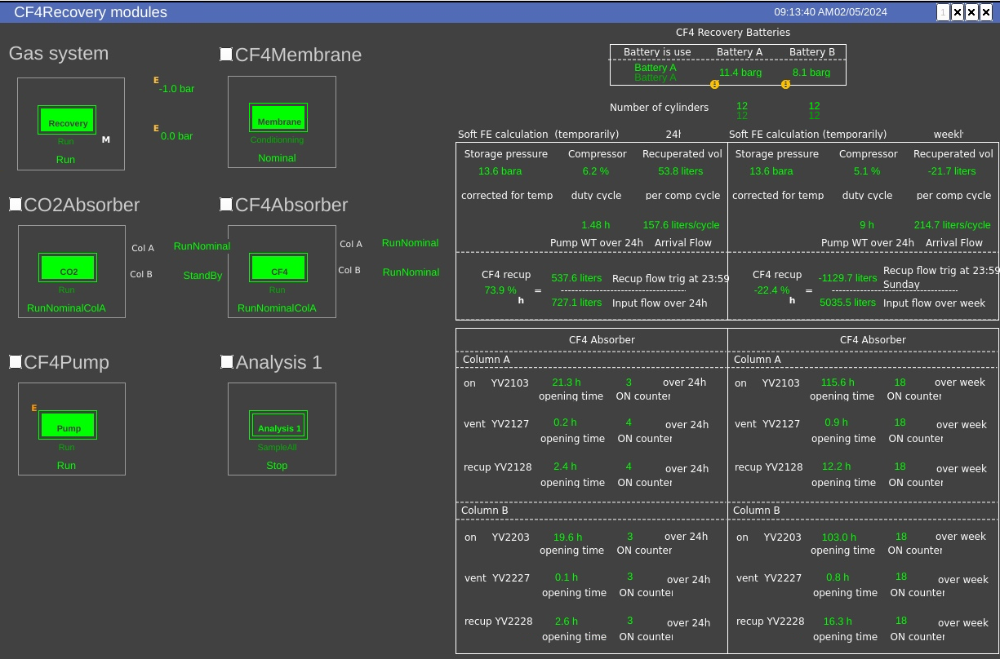 CF4Recovery modules
09:13:40 AM02/05/2024
1
CF4 Recovery Batteries
Battery is use Battery A Battery B
Battery A
Battery A
11.4 barg 8.1 barg
Number of cylinders 12 12
12 12
Gas system
E
-1.0 bar
E
0.0 bar
Recovery
Run
M
Run
CF4Membrane
Membrane
Conditionning
Nominal
CO2Absorber
CO2
Run
RunNominalColA
Col A RunNominal
Col B StandBy
CF4Absorber
CF4
Run
RunNominalColA
Col A RunNominal
Col B RunNominal
CF4Pump
E
Pump
Run
Run
Analysis 1
Analysis 1
SampleAll
Stop
Soft FE calculation (temporarily) 24h
Storage pressure Compressor Recuperated vol
13.6 bara 6.2 % 53.8 liters
corrected for temp duty cycle per comp cycle
1.48 h 157.6 liters/cycle
Pump WT over 24h Arrival Flow
CF4 recup
73.9 %
h
=
537.6 liters Recup flow trig at 23:59
727.1 liters Input flow over 24h
Soft FE calculation (temporarily) weekly
Storage pressure Compressor Recuperated vol
13.6 bara 5.1 % -21.7 liters
corrected for temp duty cycle per comp cycle
9 h 214.7 liters/cycle
Pump WT over 24h Arrival Flow
CF4 recup
-22.4 %
h
=
-1129.7 liters Recup flow trig at 23:59
Sunday
5035.5 liters Input flow over week
CF4 Absorber
Column A
on YV2103 21.3 h 3 over 24h
opening time ON counter
vent YV2127 0.2 h 4 over 24h
opening time ON counter
recup YV2128 2.4 h 4 over 24h
opening time ON counter
Column B
on YV2203 19.6 h 3 over 24h
opening time ON counter
vent YV2227 0.1 h 3 over 24h
opening time ON counter
recup YV2228 2.6 h 3 over 24h
opening time ON counter
CF4 Absorber
Column A
on YV2103 115.6 h 18 over week
opening time ON counter
vent YV2127 0.9 h 18 over week
opening time ON counter
recup YV2128 12.2 h 18 over week
opening time ON counter
Column B
on YV2203 103.0 h 18 over week
opening time ON counter
vent YV2227 0.8 h 18 over week
opening time ON counter
recup YV2228 16.3 h 18 over week
opening time ON counter